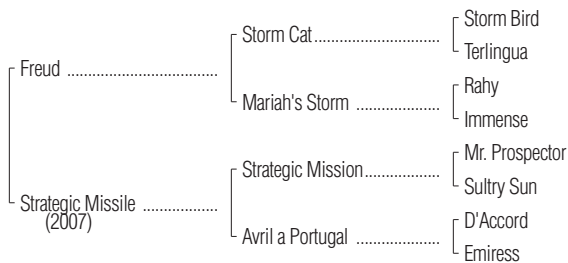 Storm Bird
Storm Cat..............................
Terlingua
Freud ....................................
Rahy
Mariah's Storm ....................
Immense
Mr. Prospector
Strategic Mission..................
Sultry Sun
Strategic Missile ..................
(2007)
D'Accord
Avril a Portugal ....................
Emiress